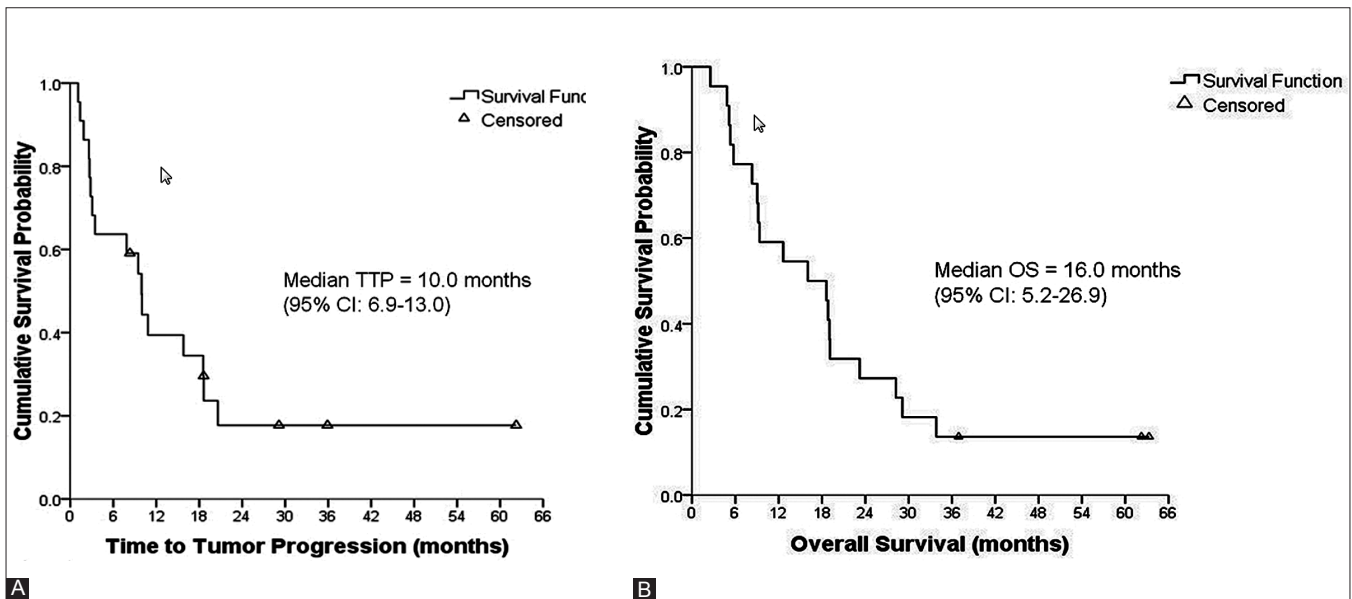 1.0
0.8
0.6
0.4
0.2
0.0
0 6 12 18 24 30 36 42 48 54 60 66
Cumulative Survival Probability
Time to Tumor Progression (months)
Survival Func
Censored
Median TTP = 10.0 months
(95% CI: 6.9-13.0)
A
1.0
0.8
0.6
0.4
0.2
0.0
0 6 12 18 24 30 36 42 48 54 60 66
Cumulative Survival Probability
Overall Survival (months)
Survival Function
Censored
Median OS = 16.0 months
(95% CI: 5.2-26.9)
B